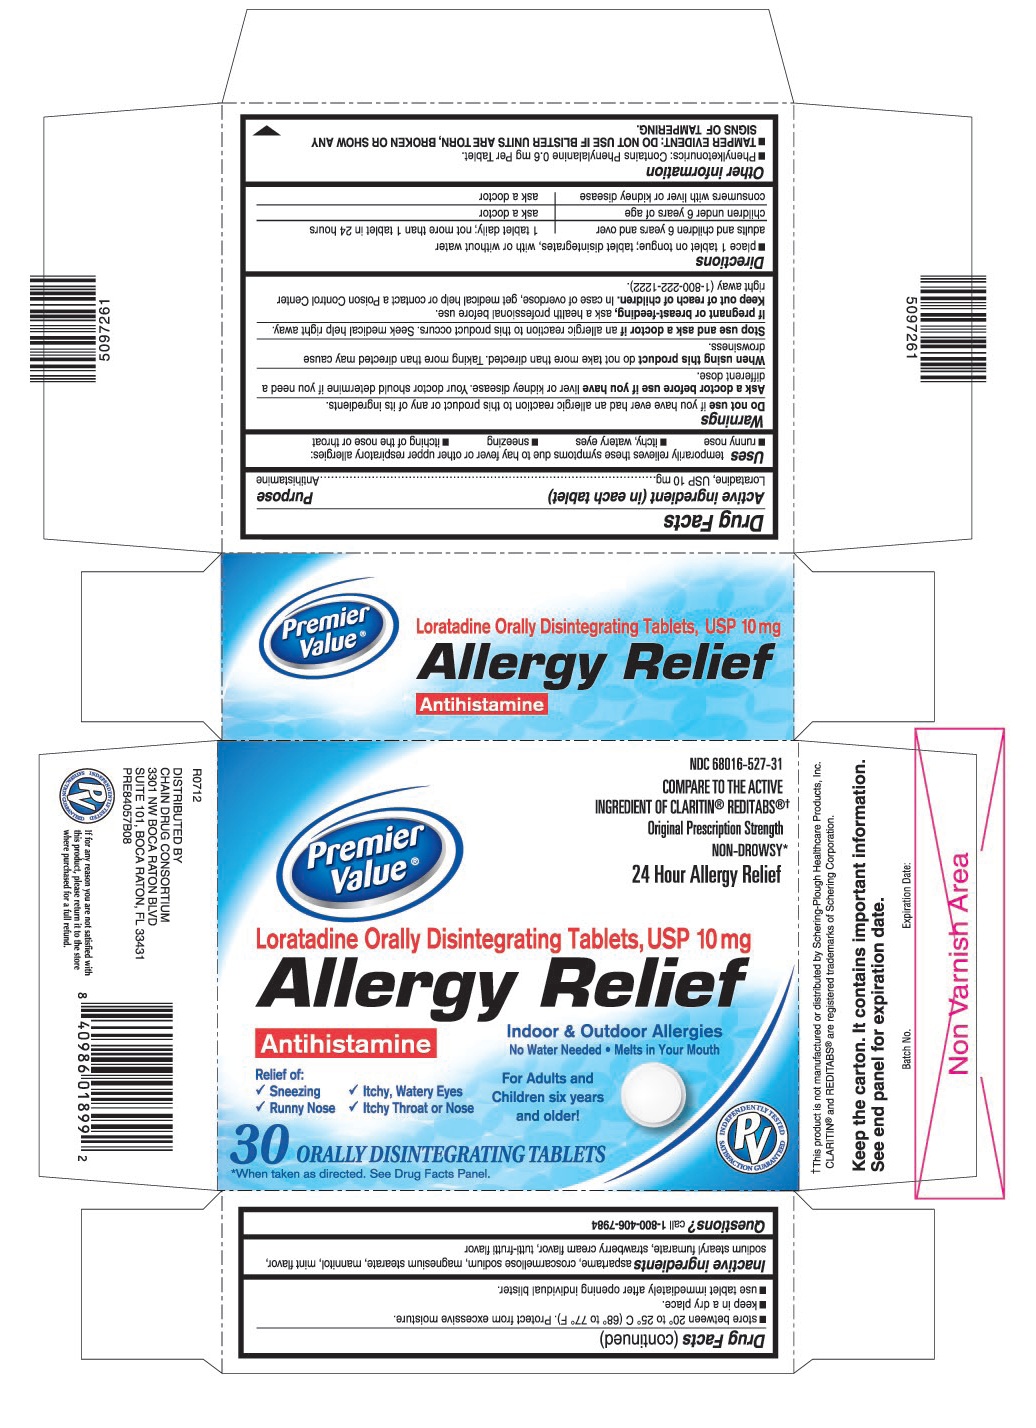 Drug Facts
Active ingredient (in each tablet) Purpose
Loratadine, USP 10 mg......Antihistamine
Uses temporarily relieves these symptoms due to hay fever or other upper respiratory allergies:
■ runny nose ■ itchy, watery eyes ■ sneezing ■ itching of the nose or throat
Warnings
Do not use if you have ever had an allergic reaction to this product or any of its ingredients.
Ask a doctor before use if you have liver or kidney disease. Your doctor should determine if you need a
different dose.
When using this product do not take more than directed. Taking more than directed may cause
drowsiness.
Stop use and ask a doctor if an allergic reaction to this product occurs. Seek medical help right away.
If pregnant or breast-feeding, ask a health professional before use.
Keep out of reach of children. In case of overdose, get medical help or contact a Poison Control Center
right away (1-800-222-1222).
Directions
■ place 1 tablet on tongue; tablet disintegrates, with or without water
adults and children 6 years and over 1 tablet daily; not more than 1 tablet in 24 hours
children under 6 years of age ask a doctor
consumers with liver or kidney disease ask a doctor
Other information
■ Phenylketonurics: Contains Phenylalanine 0.6 mg Per Tablet.
■ TAMPER EVIDENT: DO NOT USE IF BLISTER UNITS ARE TORN, BROKEN OR SHOW ANY
SIGNS OF TAMPERING.
5097261
5097261
Premier
Value®
Loratadine Orally Disintegrating Tablets, USP 10 mg
Allergy Relief
Antihistamine
R0712
DISTRIBUTED BY
CHAIN DRUG CONSORTIUM
3301 NW BOCA RATON BLVD
SUITE 101, BOCA RATON, FL 33431
PRE84057B08
INDEPENDENTLY TESTED
PV
SATISFACTION GUARANTEED
If for any reason you are not satisfied with
this product, please return it to the store
where purchased for a full refund.
8 40986 01899 2
NDC 68016-527-31
COMPARE TO THE ACTIVE
INGREDIENT OF CLARITIN® REDITABS®†
Original Prescription Strength
NON-DROWSY*
24 Hour Allergy Relief
Premier
Value®
Loratadine Orally Disintegrating Tablets, USP 10 mg
Allergy Relief
Antihistamine
Indoor & Outdoor Allergies
No Water Needed • Melts in Your Mouth
Relief of:
✓ Sneezing ✓ Itchy, Watery Eyes
✓ Runny Nose ✓ Itchy Throat or Nose
For Adults and
Children six years
and older!
INDEPENDENTLY TESTED
PV
SATISFACTION GUARANTEED
30 ORALLY DISINTEGRATING TABLETS
*When taken as directed. See Drug Facts Panel.
†This product is not manufactured or distributed by Schering-Plough Healthcare Products, Inc.
CLARITIN® and REDITABS® are registered trademarks of Schering Corporation.
Keep the carton. It contains important information.
See end panel for expiration date.
Batch No. Expiration Date:
Non Varnish Area
Drug Facts (continued)
■ store between 20° to 25° C (68° to 77° F). Protect from excessive moisture.
■ keep in a dry place.
■ use tablet immediately after opening individual blister.
Inactive ingredients aspartame, croscarmellose sodium, magnesium stearate, mannitol, mint flavor,
sodium stearyl fumarate, strawberry cream flavor, tutti-frutti flavor
Questions? call 1-800-406-7984